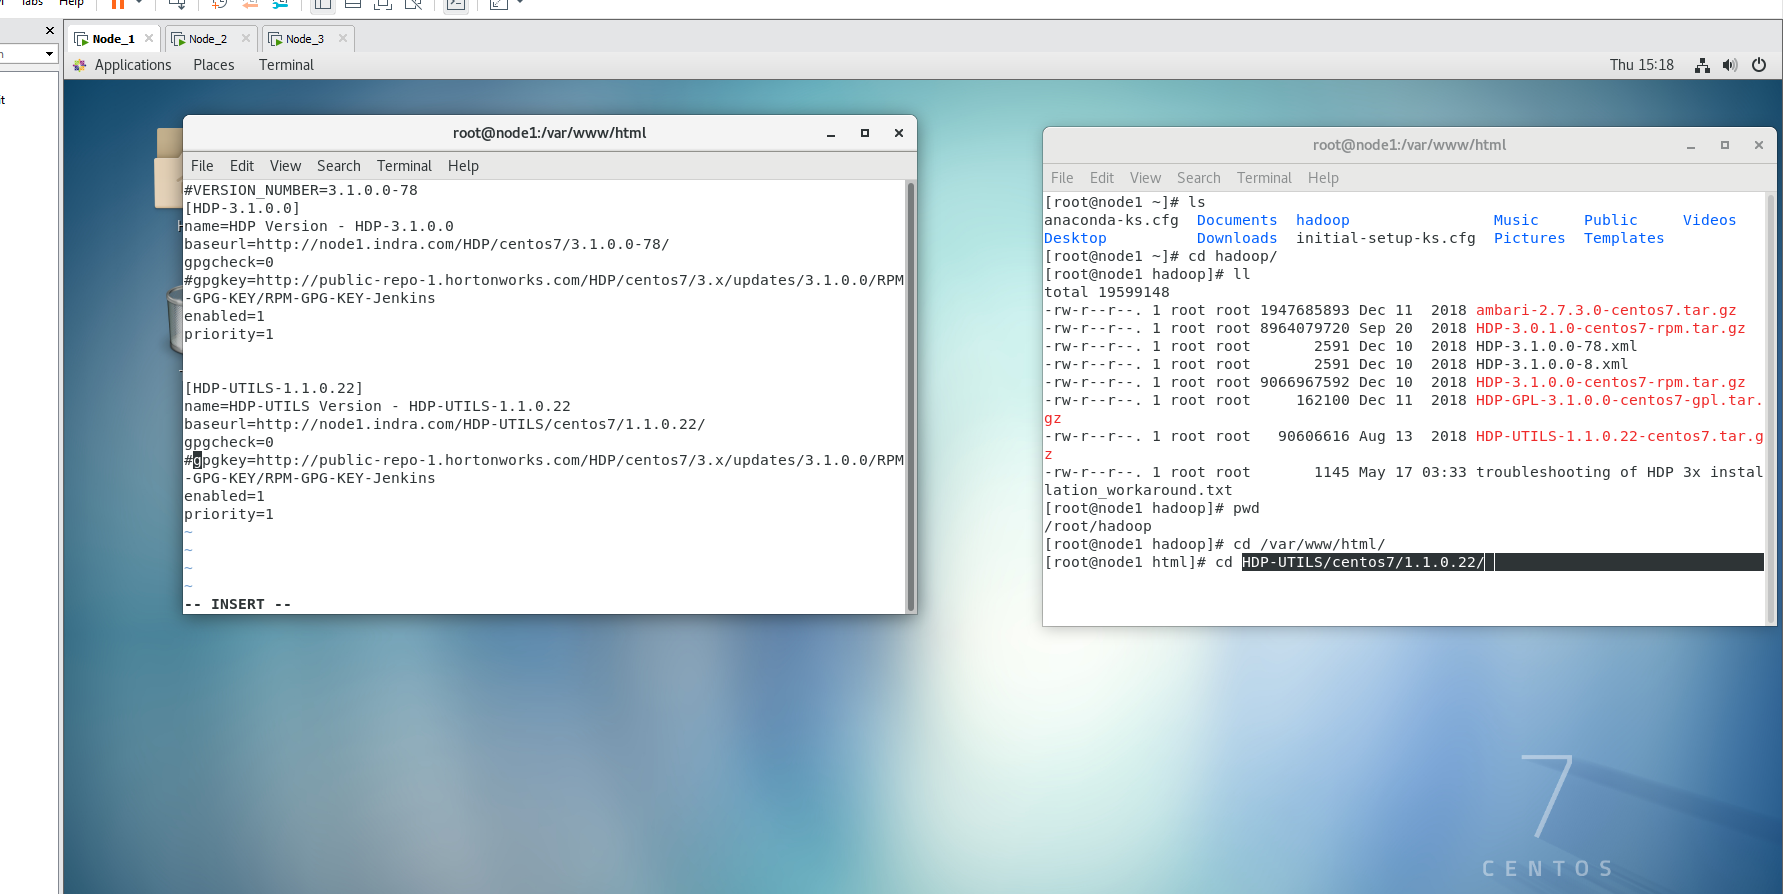 Tabs Help
Node_1 Node_2 Node_3
Applications Places Terminal Thu 15:18
root@node1:/var/www/html
File Edit View Search Terminal Help
#VERSION_NUMBER=3.1.0.0-78
[HDP-3.1.0.0]
name=HDP Version - HDP-3.1.0.0
baseurl=http://node1.indra.com/HDP/centos7/3.1.0.0-78/
gpgcheck=0
#gpgkey=http://public-repo-1.hortonworks.com/HDP/centos7/3.x/updates/3.1.0.0/RPM
-GPG-KEY/RPM-GPG-KEY-Jenkins
enabled=1
priority=1
[HDP-UTILS-1.1.0.22]
name=HDP-UTILS Version - HDP-UTILS-1.1.0.22
baseurl=http://node1.indra.com/HDP-UTILS/centos7/1.1.0.22/
gpgcheck=0
#gpgkey=http://public-repo-1.hortonworks.com/HDP/centos7/3.x/updates/3.1.0.0/RPM
-GPG-KEY/RPM-GPG-KEY-Jenkins
enabled=1
priority=1
~
~
~
~
-- INSERT --
root@node1:/var/www/html
File Edit View Search Terminal Help
[root@node1 ~]# ls
anaconda-ks.cfg Documents hadoop Music Public Videos
Desktop Downloads initial-setup-ks.cfg Pictures Templates
[root@node1 ~]# cd hadoop/
[root@node1 hadoop]# ll
total 19599148
-rw-r--r--. 1 root root 1947685893 Dec 11 2018 ambari-2.7.3.0-centos7.tar.gz
-rw-r--r--. 1 root root 8964079720 Sep 20 2018 HDP-3.0.1.0-centos7-rpm.tar.gz
-rw-r--r--. 1 root root 2591 Dec 10 2018 HDP-3.1.0.0-78.xml
-rw-r--r--. 1 root root 2591 Dec 10 2018 HDP-3.1.0.0-8.xml
-rw-r--r--. 1 root root 9066967592 Dec 10 2018 HDP-3.1.0.0-centos7-rpm.tar.gz
-rw-r--r--. 1 root root 162100 Dec 11 2018 HDP-GPL-3.1.0.0-centos7-gpl.tar.
gz
-rw-r--r--. 1 root root 90606616 Aug 13 2018 HDP-UTILS-1.1.0.22-centos7.tar.g
z
-rw-r--r--. 1 root root 1145 May 17 03:33 troubleshooting of HDP 3x instal
lation_workaround.txt
[root@node1 hadoop]# pwd
/root/hadoop
[root@node1 hadoop]# cd /var/www/html/
[root@node1 html]# cd HDP-UTILS/centos7/1.1.0.22/
7
CENTOS